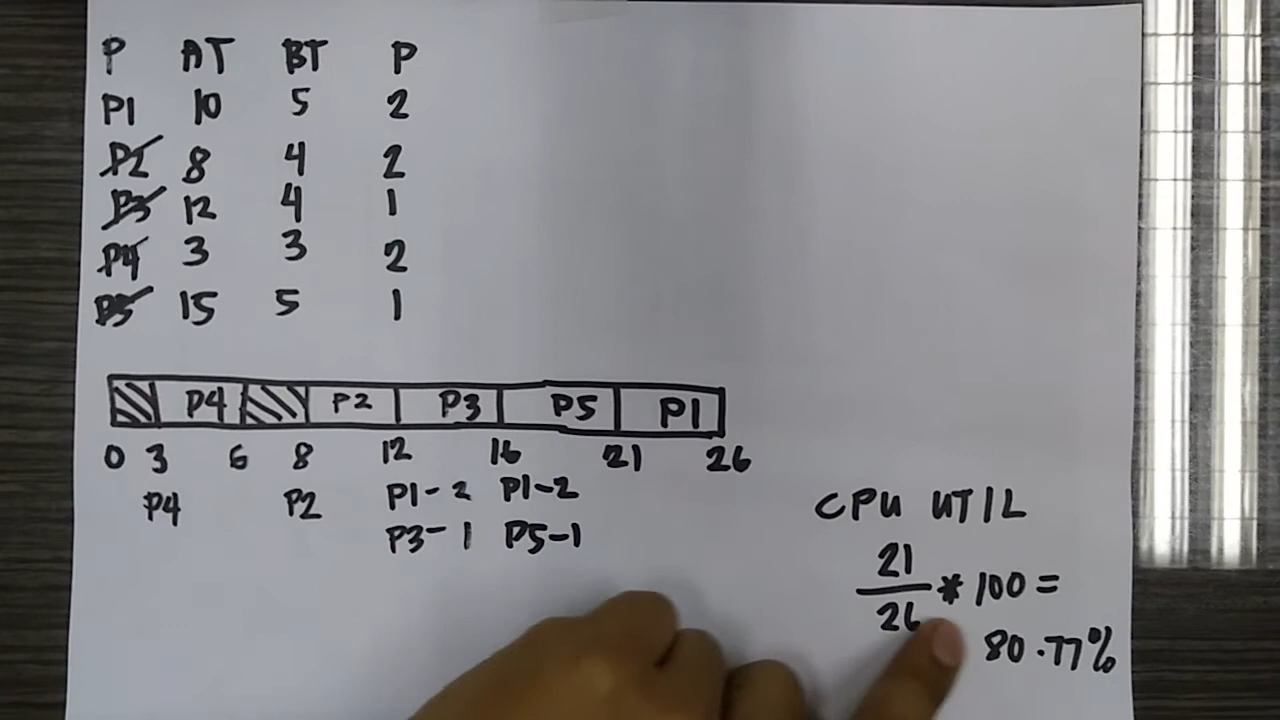 P AT BT P
P1 10 5 2
P2 8 4 2
P3 12 4 1
P4 3 3 2
P5 15 5 1
P4 P2 P3 P5 P1
0 3 6 8 12 16 21 26
P4 P2 P1-2 P1-2
P3-1 P5-1
CPU UTIL
21
26 * 100 =
80.77%